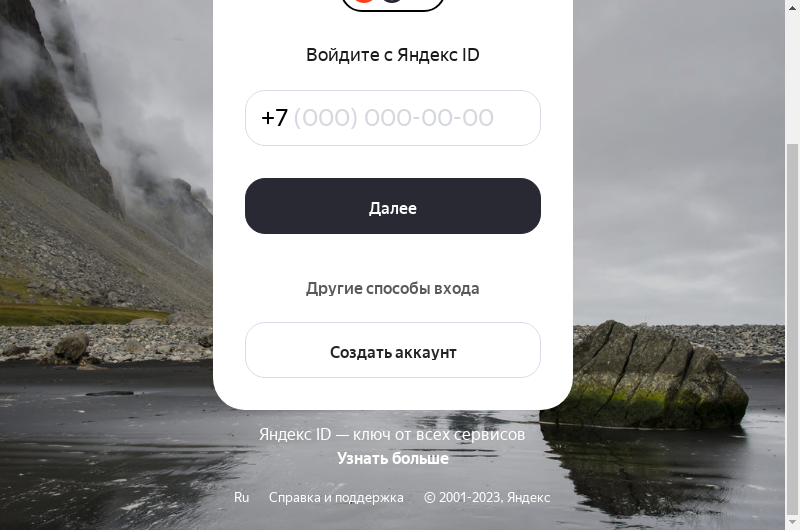 Войдите с Яндекс ID
+7 (000) 000-00-00
Далее
Другие способы входа
Создать аккаунт
Яндекс ID — ключ от всех сервисов
Узнать больше
Ru Справка и поддержка © 2001-2023, Яндекс